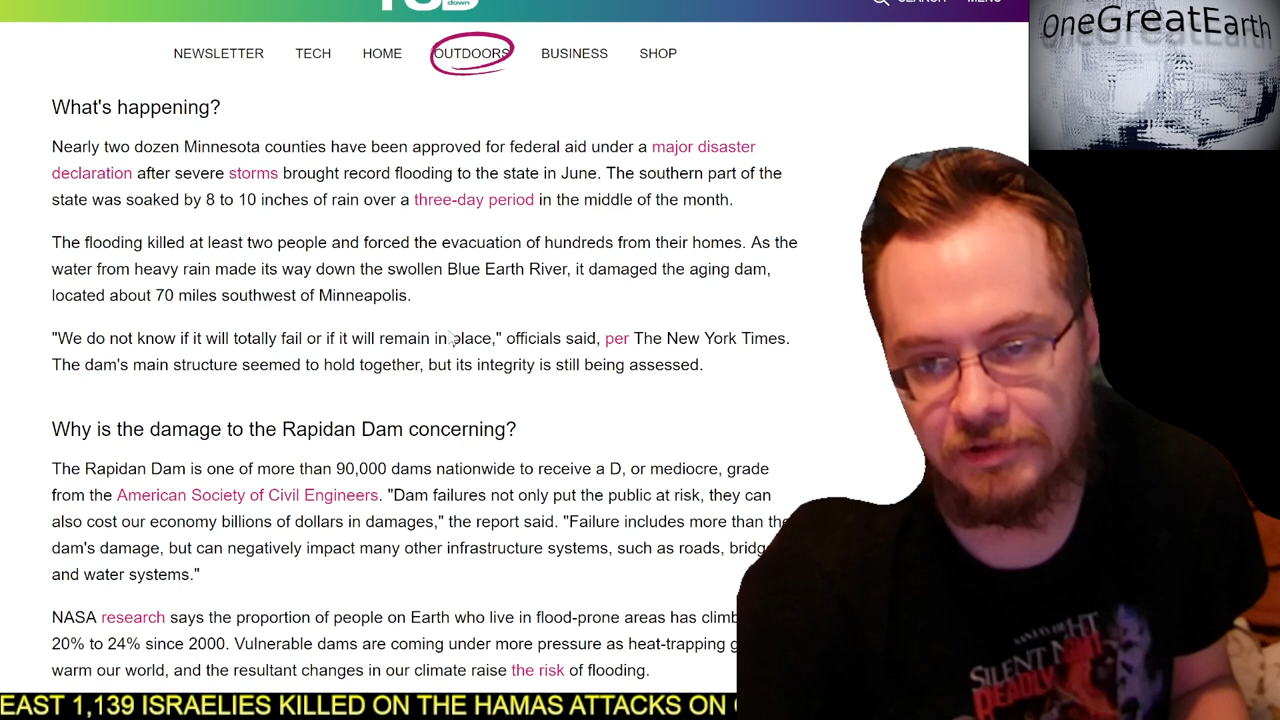 down
SEARCH
MENU
OneGreatEarth
NEWSLETTER TECH HOME OUTDOORS BUSINESS SHOP
What's happening?
Nearly two dozen Minnesota counties have been approved for federal aid under a major disaster
declaration after severe storms brought record flooding to the state in June. The southern part of the
state was soaked by 8 to 10 inches of rain over a three-day period in the middle of the month.
The flooding killed at least two people and forced the evacuation of hundreds from their homes. As the
water from heavy rain made its way down the swollen Blue Earth River, it damaged the aging dam,
located about 70 miles southwest of Minneapolis.
"We do not know if it will totally fail or if it will remain in place," officials said, per The New York Times.
The dam's main structure seemed to hold together, but its integrity is still being assessed.
Why is the damage to the Rapidan Dam concerning?
The Rapidan Dam is one of more than 90,000 dams nationwide to receive a D, or mediocre, grade
from the American Society of Civil Engineers. "Dam failures not only put the public at risk, they can
also cost our economy billions of dollars in damages," the report said. "Failure includes more than the
dam's damage, but can negatively impact many other infrastructure systems, such as roads, bridg
and water systems."
NASA research says the proportion of people on Earth who live in flood-prone areas has climb
20% to 24% since 2000. Vulnerable dams are coming under more pressure as heat-trapping g
warm our world, and the resultant changes in our climate raise the risk of flooding.
SILENT NIGHT
DEADLY
EAST 1,139 ISRAELIES KILLED ON THE HAMAS ATTACKS ON